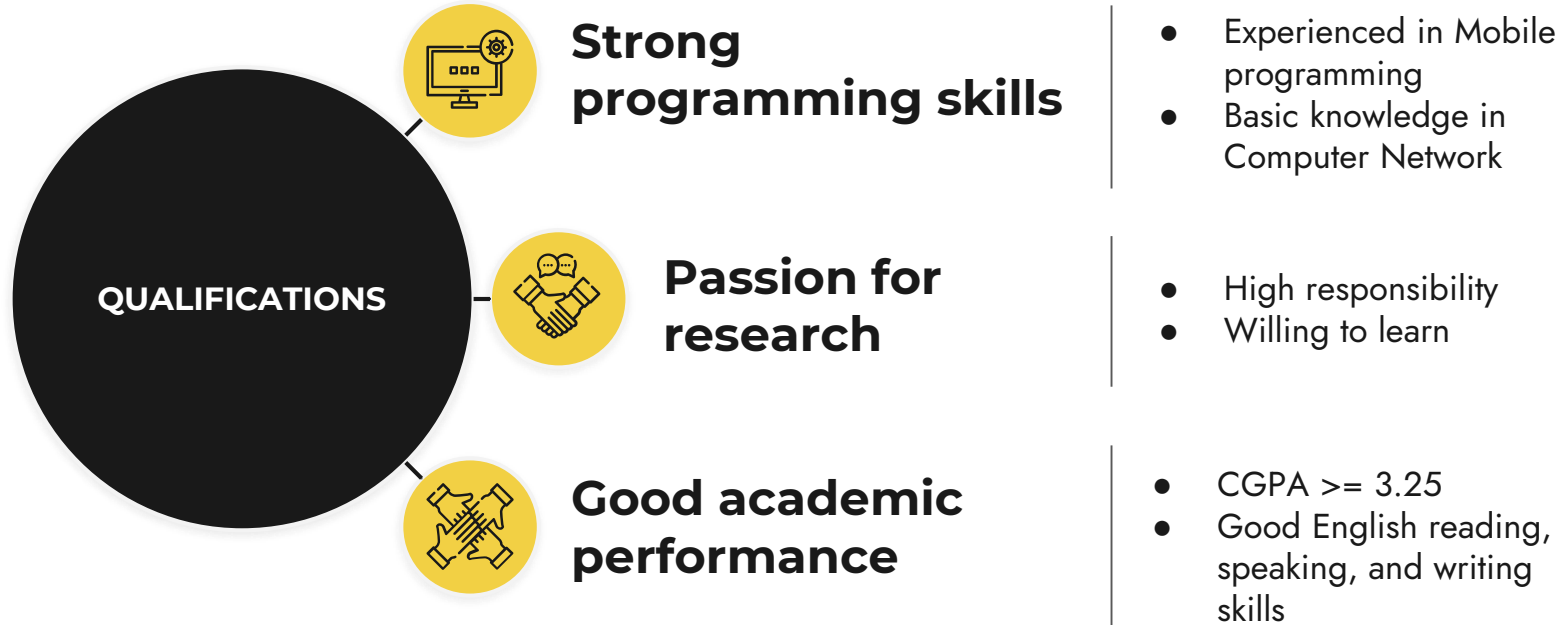 QUALIFICATIONS
Strong
programming skills
● Experienced in Mobile
programming
● Basic knowledge in
Computer Network
Passion for
research
● High responsibility
● Willing to learn
Good academic
performance
● CGPA >= 3.25
● Good English reading,
speaking, and writing
skills